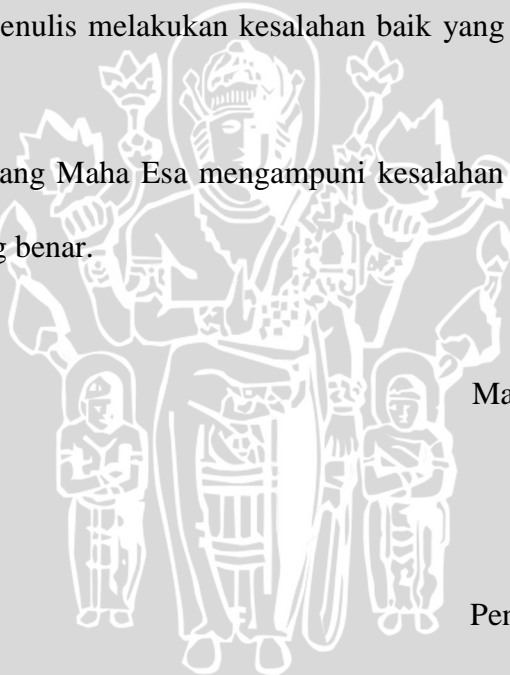 enulis melakukan kesalahan baik yang
ang Maha Esa mengampuni kesalahan
benar.
Ma
Pen